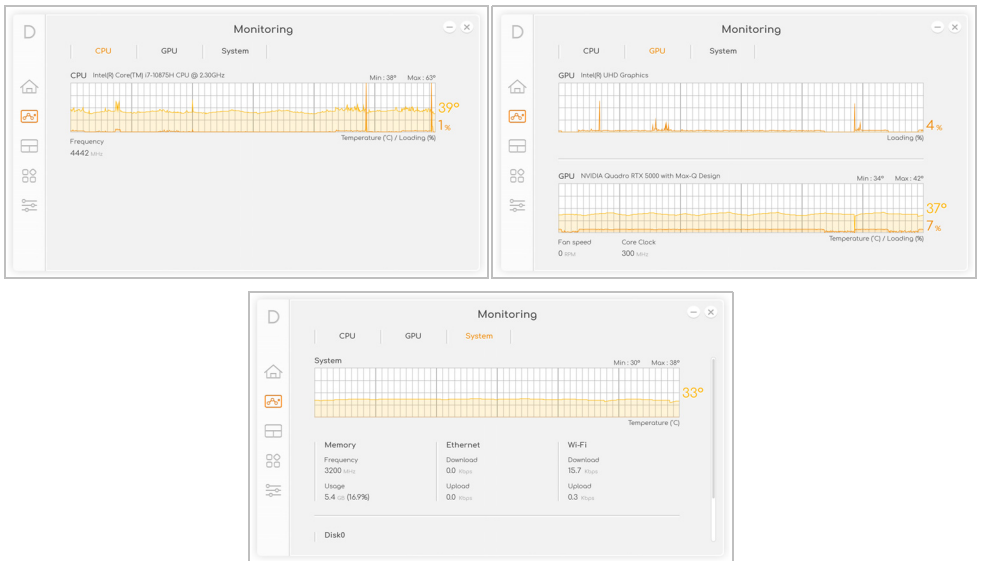 D
Monitoring
CPU GPU System
CPU Intel(R) Core(TM) i7-10875H CPU @ 2.30GHz
Min : 38° Max : 63°
39°
1 %
Temperature (°C) / Loading (%)
Frequency
4442 MHz
D
Monitoring
CPU GPU System
GPU Intel(R) UHD Graphics
4 %
Loading (%)
GPU NVIDIA Quadro RTX 5000 with Max-Q Design
Min : 34° Max : 42°
37°
7 %
Temperature (°C) / Loading (%)
Fan speed Core Clock
0 RPM 300 MHz
D
Monitoring
CPU GPU System
System
Min : 30° Max : 38°
33°
Temperature (°C)
Memory Ethernet Wi-Fi
Frequency Download Download
3200 MHz 0.0 Kbps 15.7 Kbps
Usage Upload Upload
5.4 GB (16.9%) 0.0 Kbps 0.3 Kbps
Disk0